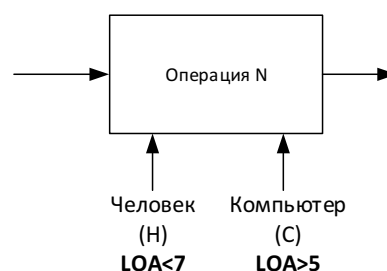 Операция N
Человек
(H)
LOA<7
Компьютер
(C)
LOA>5